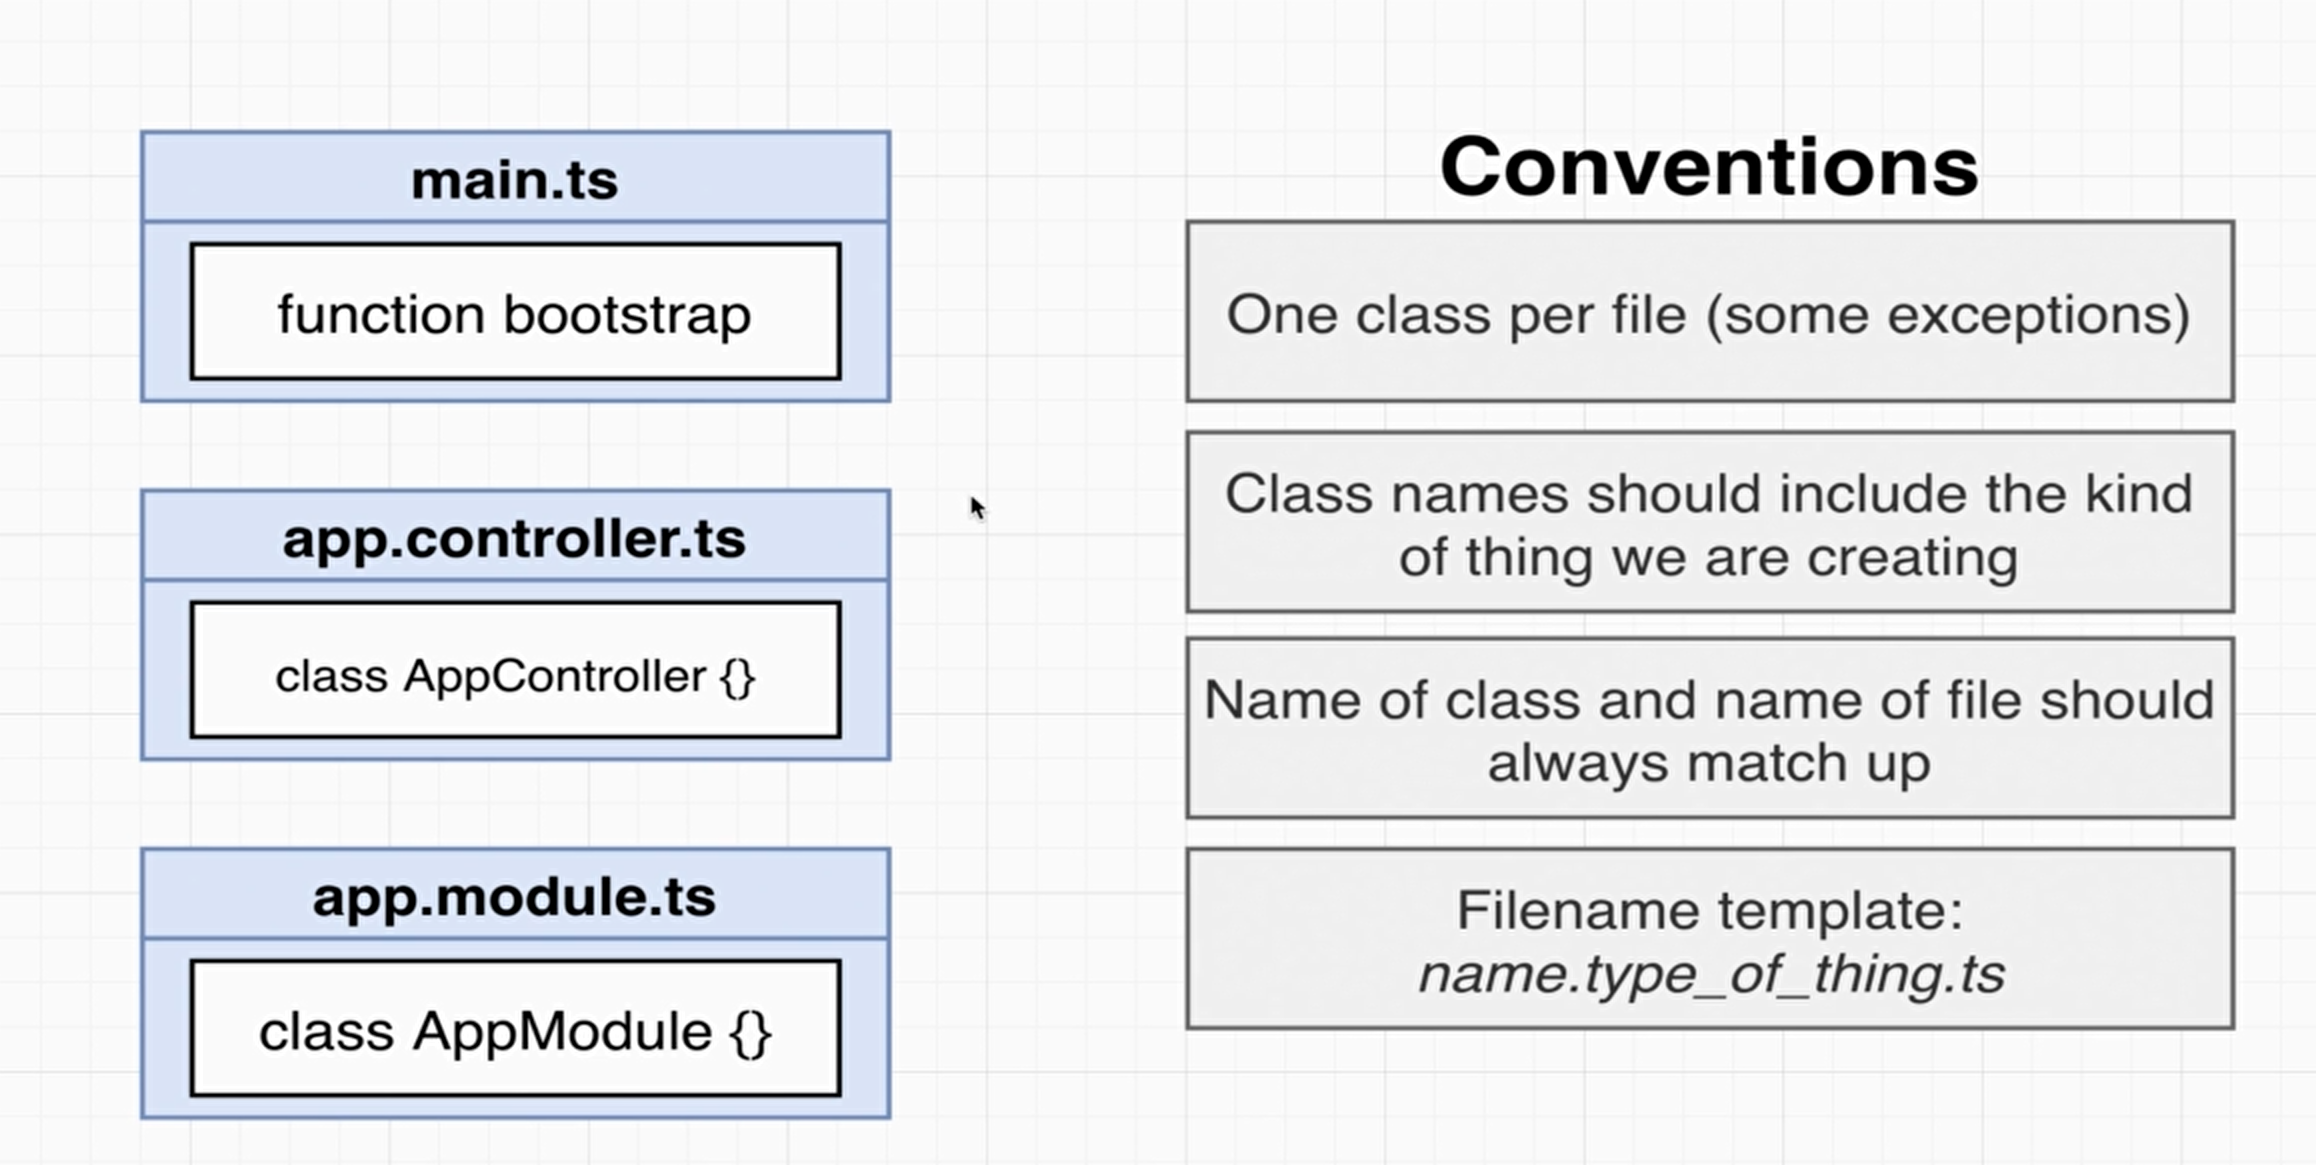 main.ts
function bootstrap
app.controller.ts
class AppController {}
app.module.ts
class AppModule {}
Conventions
One class per file (some exceptions)
Class names should include the kind
of thing we are creating
Name of class and name of file should
always match up
Filename template:
name.type_of_thing.ts